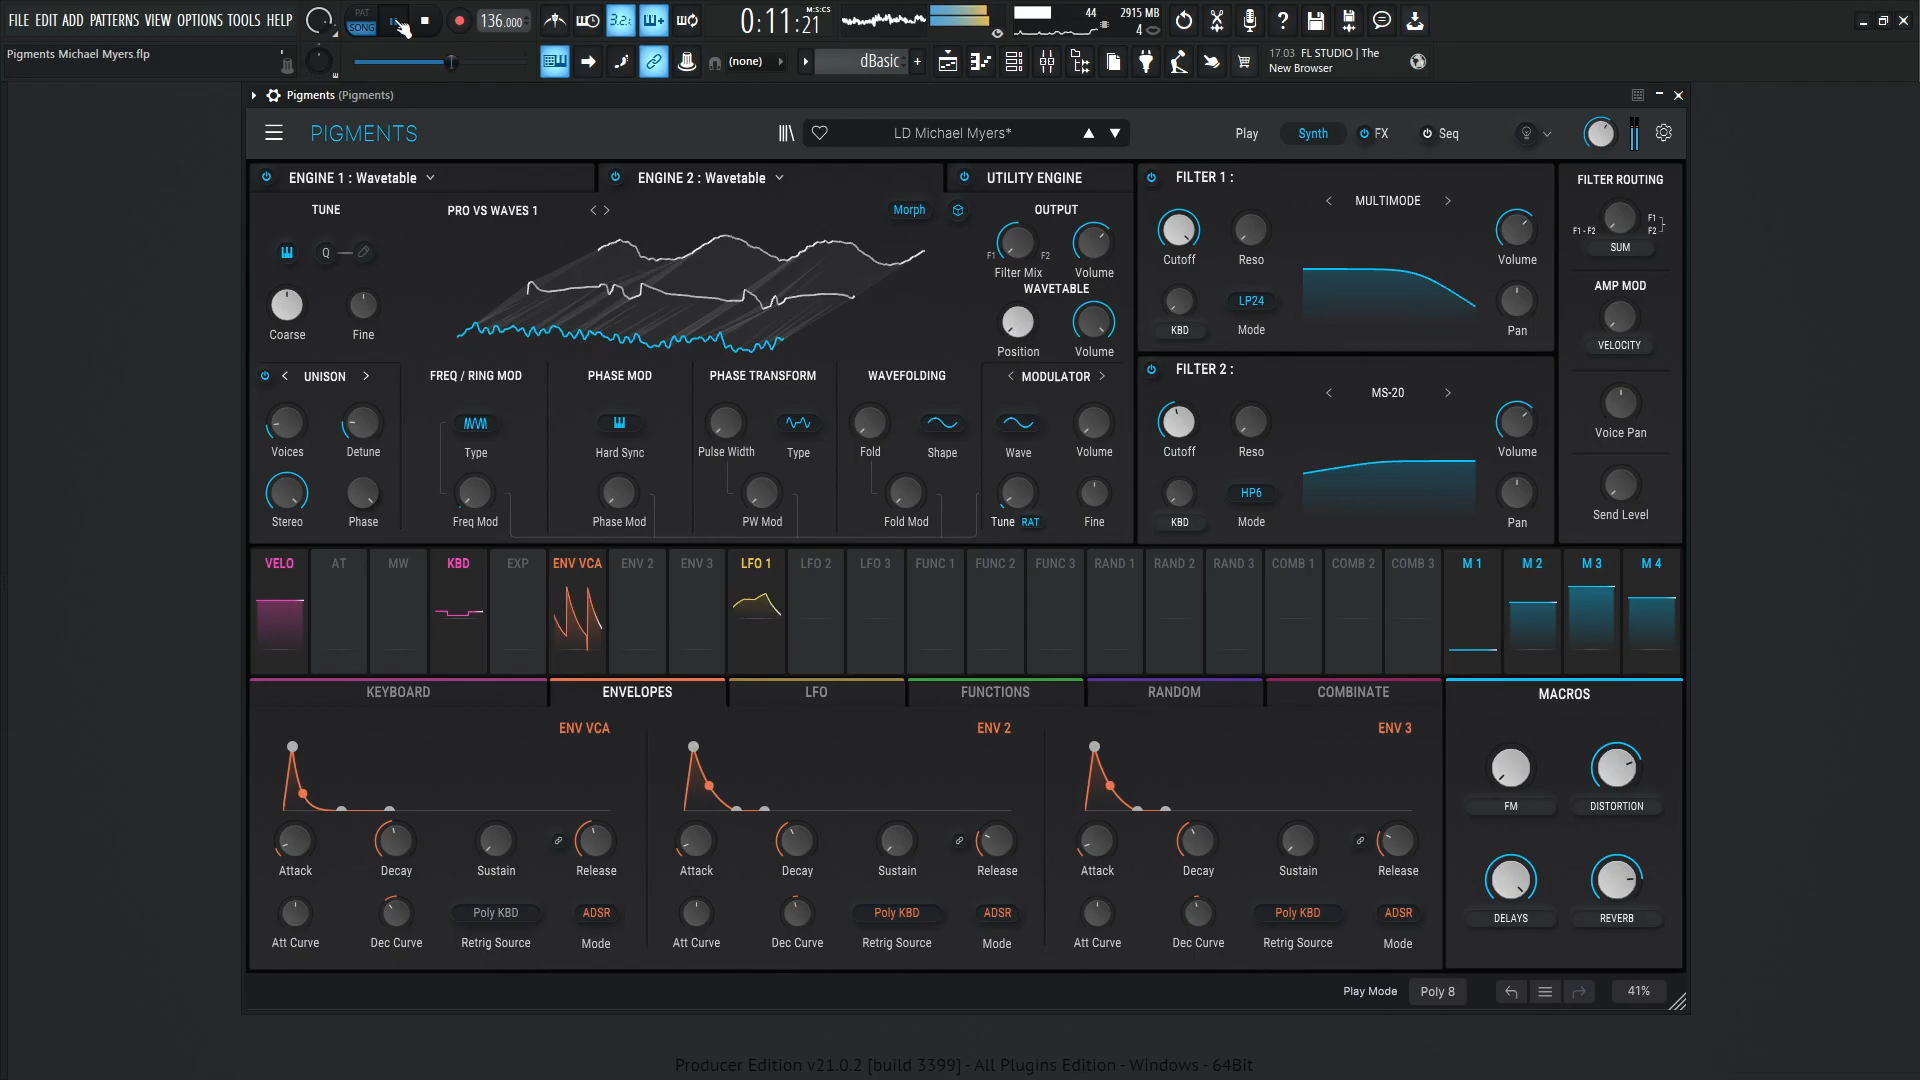 FILE EDIT ADD PATTERNS VIEW OPTIONS TOOLS HELP
PAT
SONG
136.000
3.2.
0:11:21
M:S:CS
44
2915 MB
4
Pigments Michael Myers.flp
(none)
dBasic
17.03 FL STUDIO | The
New Browser
Pigments (Pigments)
PIGMENTS
LD Michael Myers*
Play
Synth
FX
Seq
ENGINE 1 : Wavetable
ENGINE 2 : Wavetable
UTILITY ENGINE
FILTER 1 :
FILTER ROUTING
TUNE
PRO VS WAVES 1
Morph
OUTPUT
MULTIMODE
Q
F1
F2
Filter Mix
Volume
Cutoff
Reso
Volume
F1 - F2
F1
F2
SUM
WAVETABLE
Coarse
Fine
Position
Volume
KBD
LP24
Mode
Pan
AMP MOD
VELOCITY
UNISON
FREQ / RING MOD
PHASE MOD
PHASE TRANSFORM
WAVEFOLDING
MODULATOR
FILTER 2 :
MS-20
Voices
Detune
Type
Hard Sync
Pulse Width
Type
Fold
Shape
Wave
Volume
Cutoff
Reso
Volume
Voice Pan
Stereo
Phase
Freq Mod
Phase Mod
PW Mod
Fold Mod
Tune RAT
Fine
KBD
HP6
Mode
Pan
Send Level
VELO
AT
MW
KBD
EXP
ENV VCA
ENV 2
ENV 3
LFO 1
LFO 2
LFO 3
FUNC 1
FUNC 2
FUNC 3
RAND 1
RAND 2
RAND 3
COMB 1
COMB 2
COMB 3
M 1
M 2
M 3
M 4
KEYBOARD
ENVELOPES
LFO
FUNCTIONS
RANDOM
COMBINATE
MACROS
ENV VCA
ENV 2
ENV 3
FM
DISTORTION
Attack
Decay
Sustain
Release
Attack
Decay
Sustain
Release
Attack
Decay
Sustain
Release
Poly KBD
ADSR
Poly KBD
ADSR
Poly KBD
ADSR
DELAYS
REVERB
Att Curve
Dec Curve
Retrig Source
Mode
Att Curve
Dec Curve
Retrig Source
Mode
Att Curve
Dec Curve
Retrig Source
Mode
Play Mode
Poly 8
41%
Producer Edition v21.0.2 [build 3399] - All Plugins Edition - Windows - 64Bit